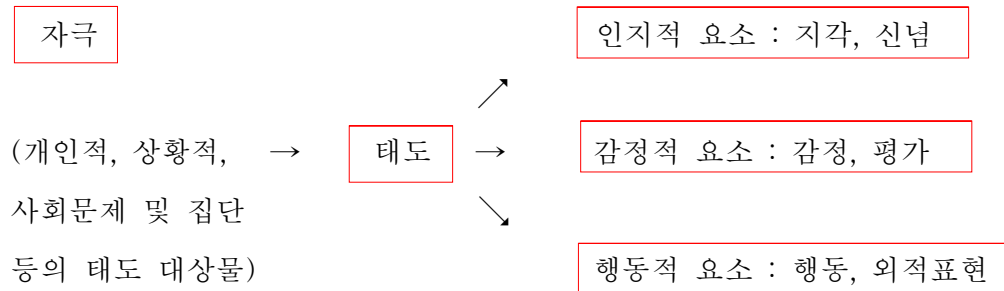 자극
인지적 요소 : 지각, 신념
↗
(개인적, 상황적, → 태도 → 감정적 요소 : 감정, 평가
사회문제 및 집단
↘
등의 태도 대상물)
행동적 요소 : 행동, 외적표현